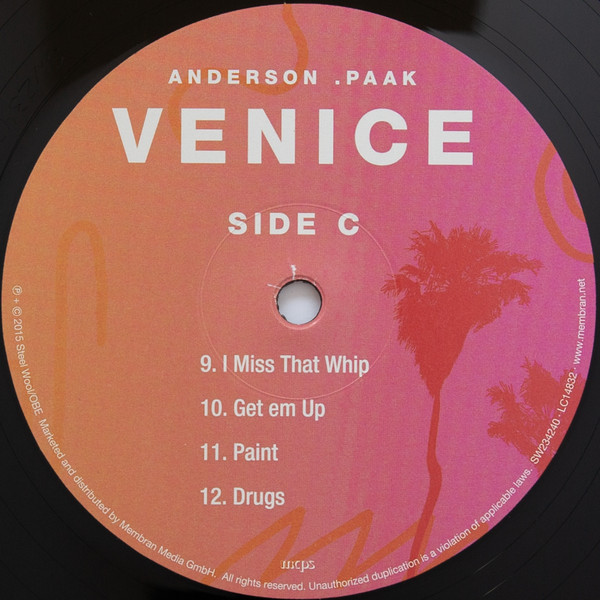 ANDERSON .PAAK
VENICE
SIDE C
9. I Miss That Whip
10. Get em Up
11. Paint
12. Drugs
mcps
℗ + © 2015 Steel Wool/OBE. Marketed and distributed by Membran Media GmbH. All rights reserved. Unauthorized duplication is a violation of applicable laws. SW234240 · LC14832 · www.membran.net